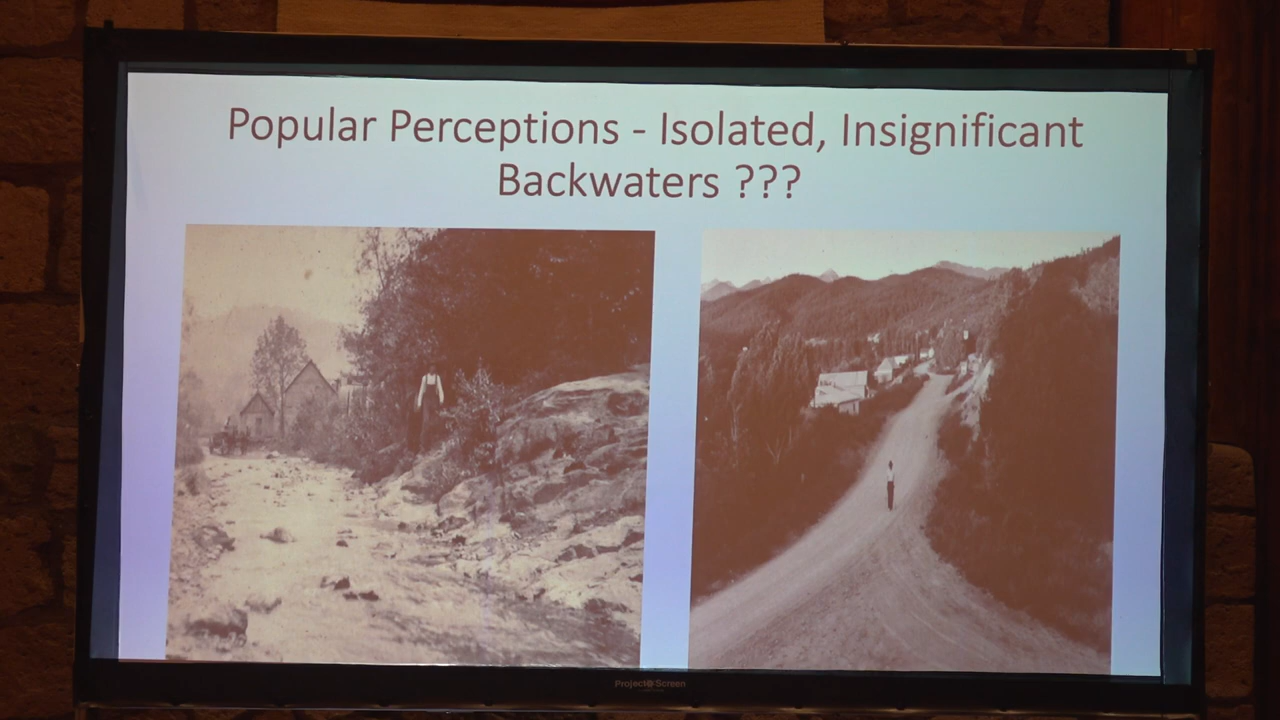 Popular Perceptions - Isolated, Insignificant
Backwaters ???
Project Screen